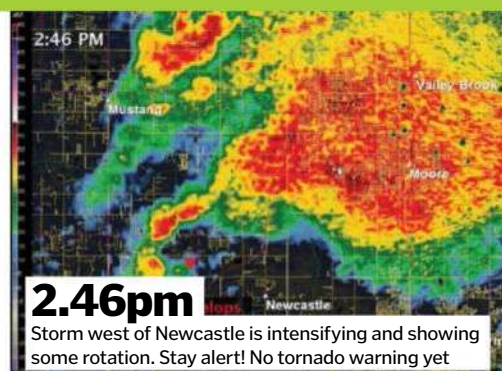 2:46 PM
Valley Brook
Mustang
Moore
Newcastle
2.46pm
Storm west of Newcastle is intensifying and showing
some rotation. Stay alert! No tornado warning yet